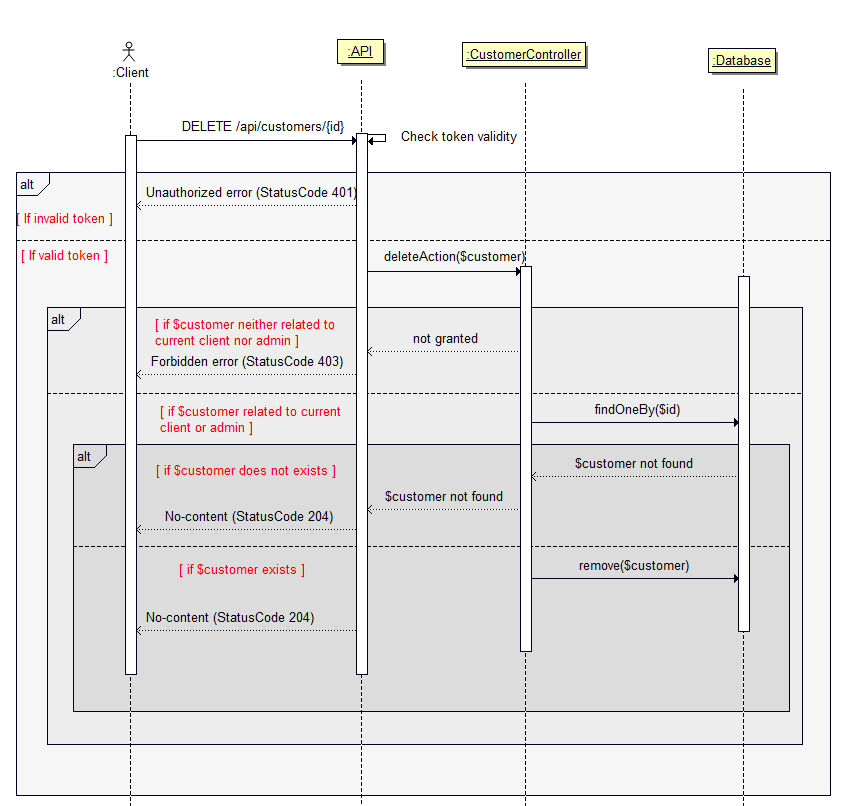 :API
:CustomerController
:Database
:Client
DELETE /api/customers/{id}
Check token validity
alt
Unauthorized error (StatusCode 401)
[ If invalid token ]
[ If valid token ]
deleteAction($customer)
alt
[ if $customer neither related to
current client nor admin ]
not granted
Forbidden error (StatusCode 403)
[ if $customer related to current
client or admin ]
findOneBy($id)
alt
[ if $customer does not exists ]
$customer not found
$customer not found
No-content (StatusCode 204)
[ if $customer exists ]
remove($customer)
No-content (StatusCode 204)